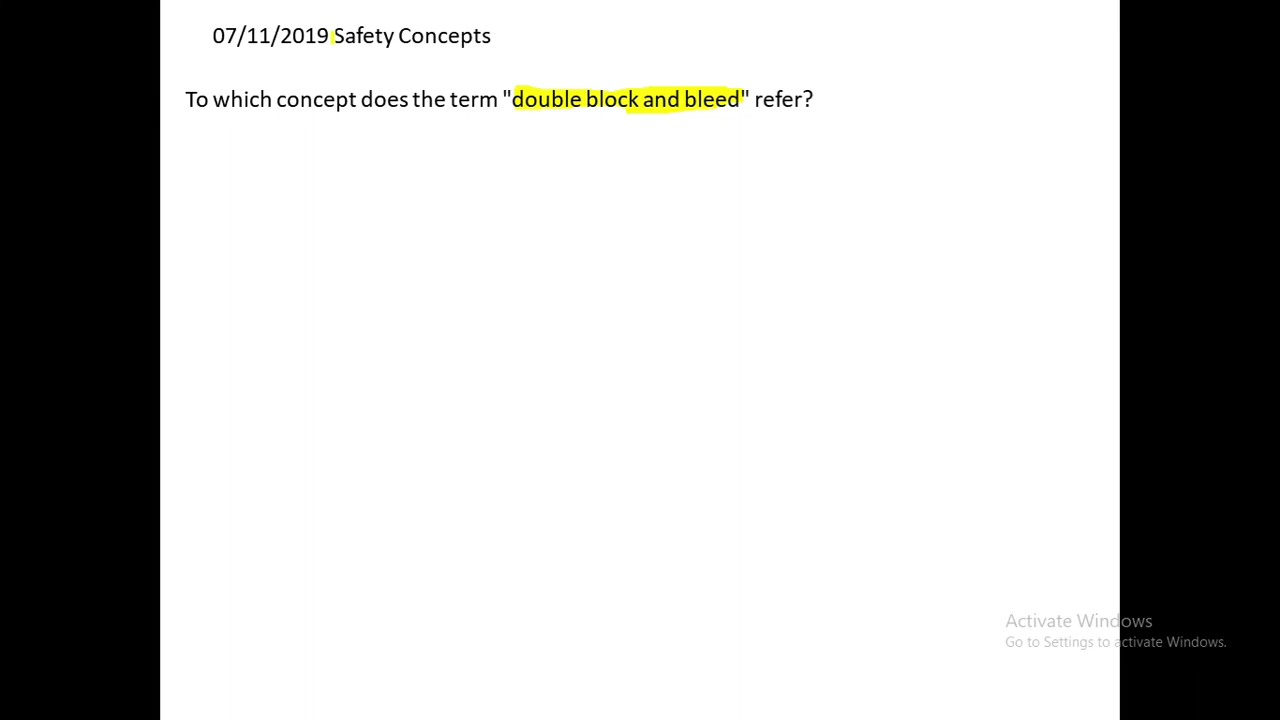 07/11/2019 Safety Concepts
To which concept does the term "double block and bleed" refer?
Activate Windows
Go to Settings to activate Windows.